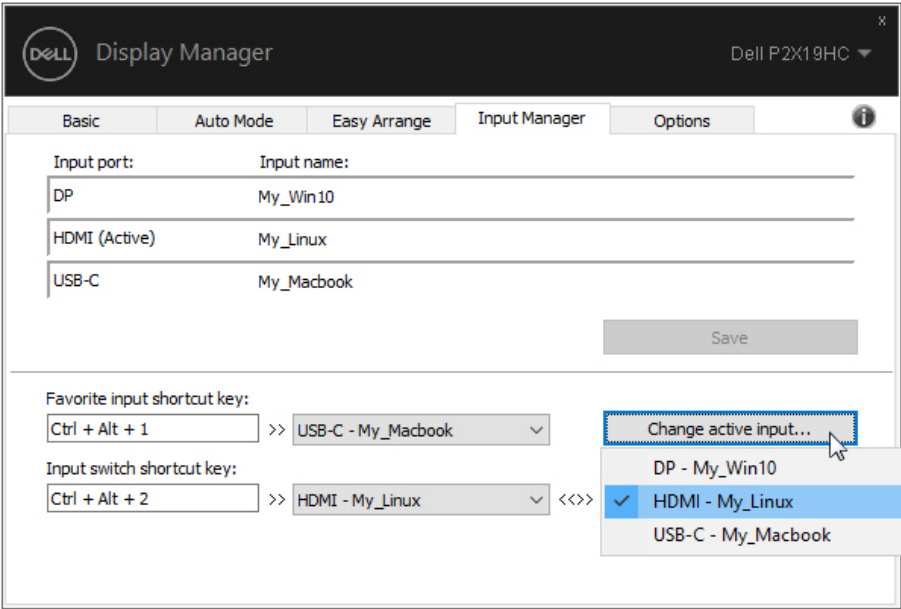 x
DELL Display Manager Dell P2X19HC
Basic Auto Mode Easy Arrange Input Manager Options i
Input port: Input name:
DP My_Win10
HDMI (Active) My_Linux
USB-C My_Macbook
Save
Favorite input shortcut key:
Ctrl + Alt + 1 >> USB-C - My_Macbook Change active input...
Input switch shortcut key:
DP - My_Win10
Ctrl + Alt + 2 >> HDMI - My_Linux <<>> HDMI - My_Linux
USB-C - My_Macbook